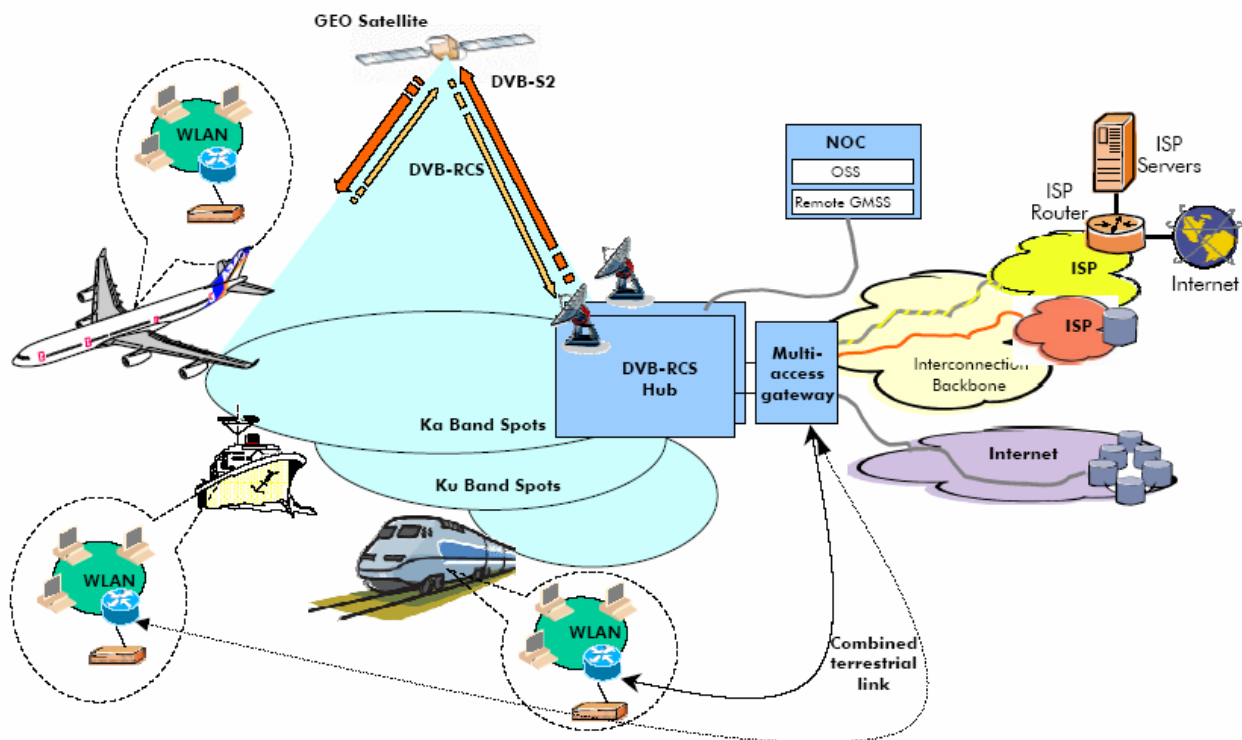 GEO Satellite
DVB-S2
DVB-RCS
WLAN
NOC
OSS
Remote GMSS
ISP
Servers
ISP
Router
ISP
Internet
ISP
Interconnection
Backbone
DVB-RCS
Hub
Multi-
access
gateway
Ka Band Spots
Ku Band Spots
Internet
WLAN
WLAN
Combined
terrestrial
link